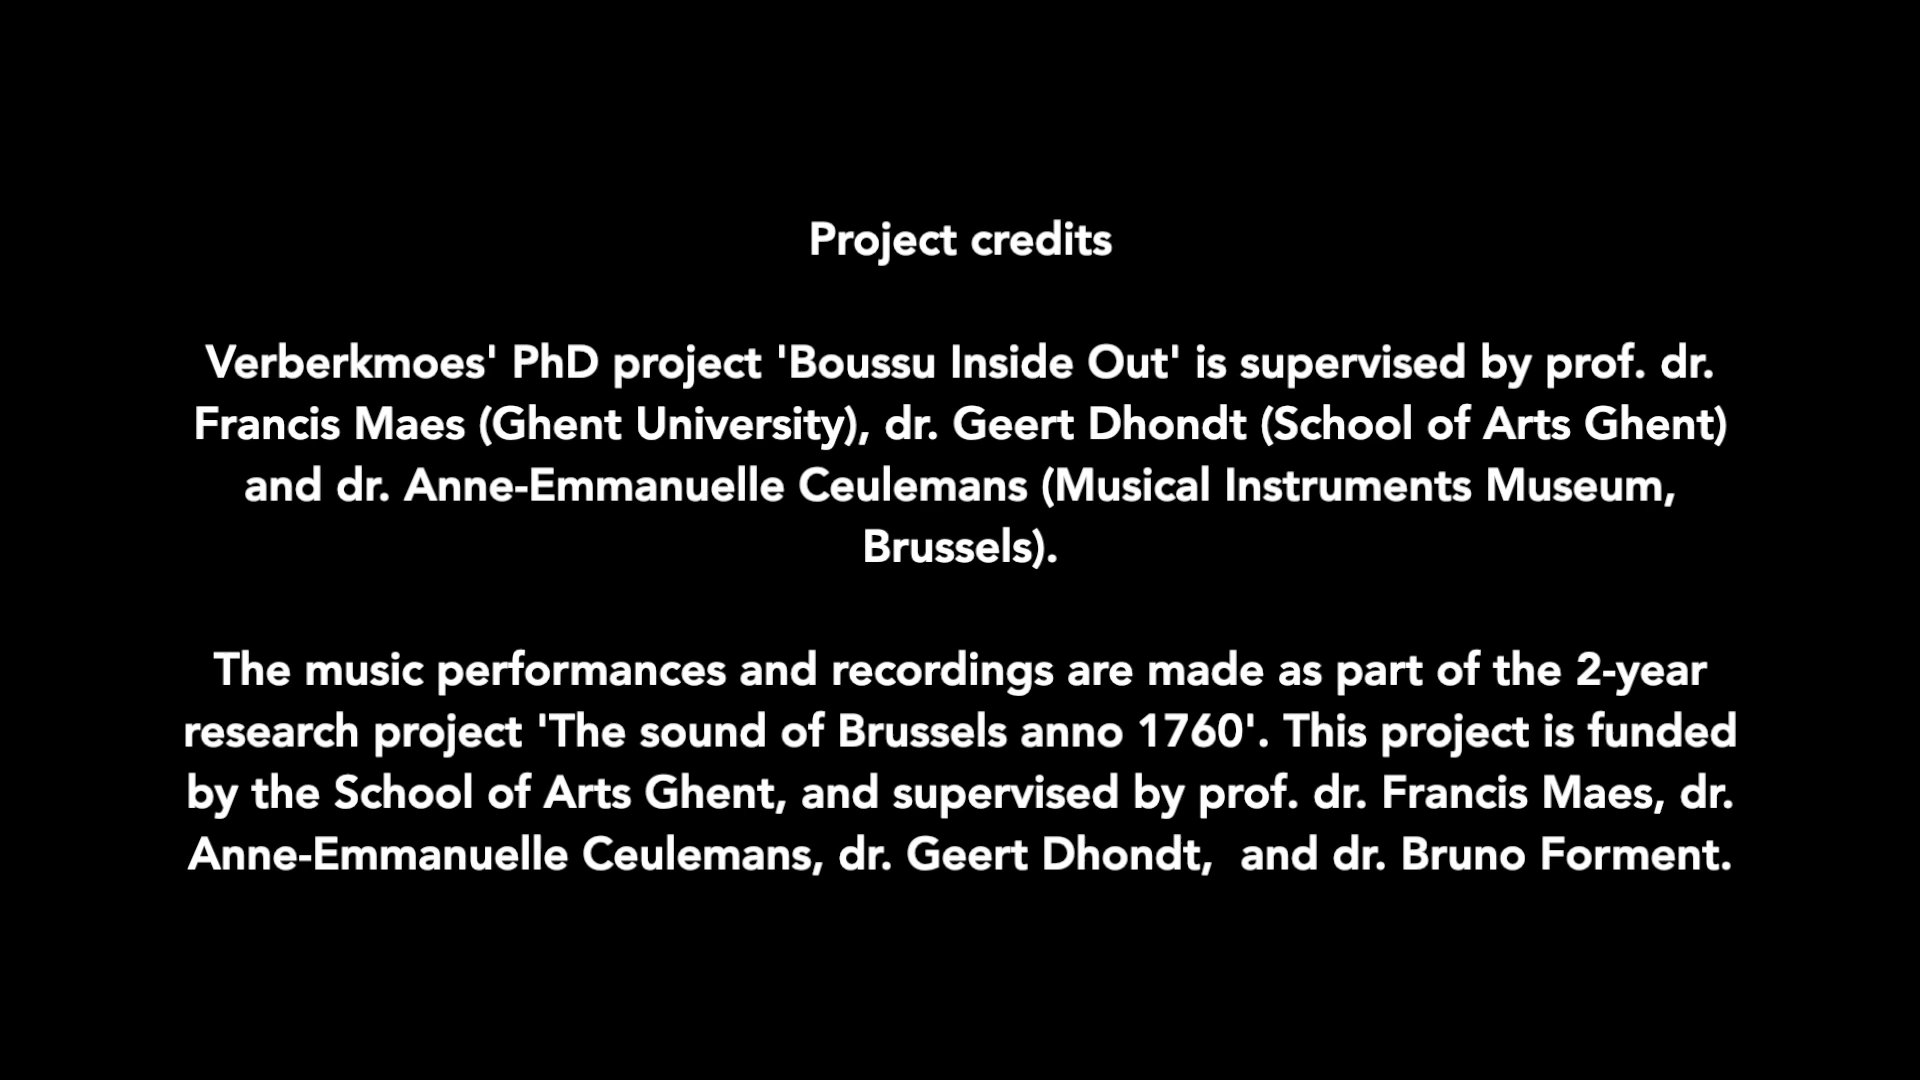 Project credits
Verberkmoes' PhD project 'Boussu Inside Out' is supervised by prof. dr.
Francis Maes (Ghent University), dr. Geert Dhondt (School of Arts Ghent)
and dr. Anne-Emmanuelle Ceulemans (Musical Instruments Museum,
Brussels).
The music performances and recordings are made as part of the 2-year
research project 'The sound of Brussels anno 1760'. This project is funded
by the School of Arts Ghent, and supervised by prof. dr. Francis Maes, dr.
Anne-Emmanuelle Ceulemans, dr. Geert Dhondt,  and dr. Bruno Forment.